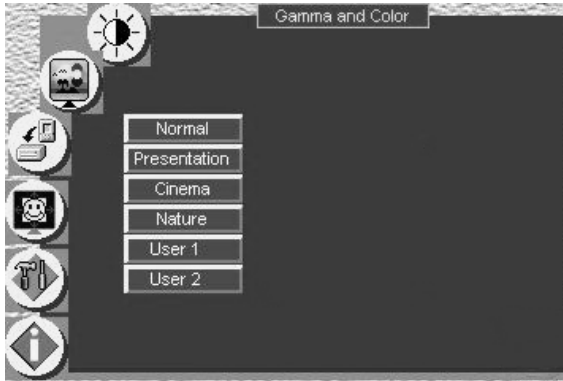 Gamma and Color
Normal
Presentation
Cinema
Nature
User 1
User 2